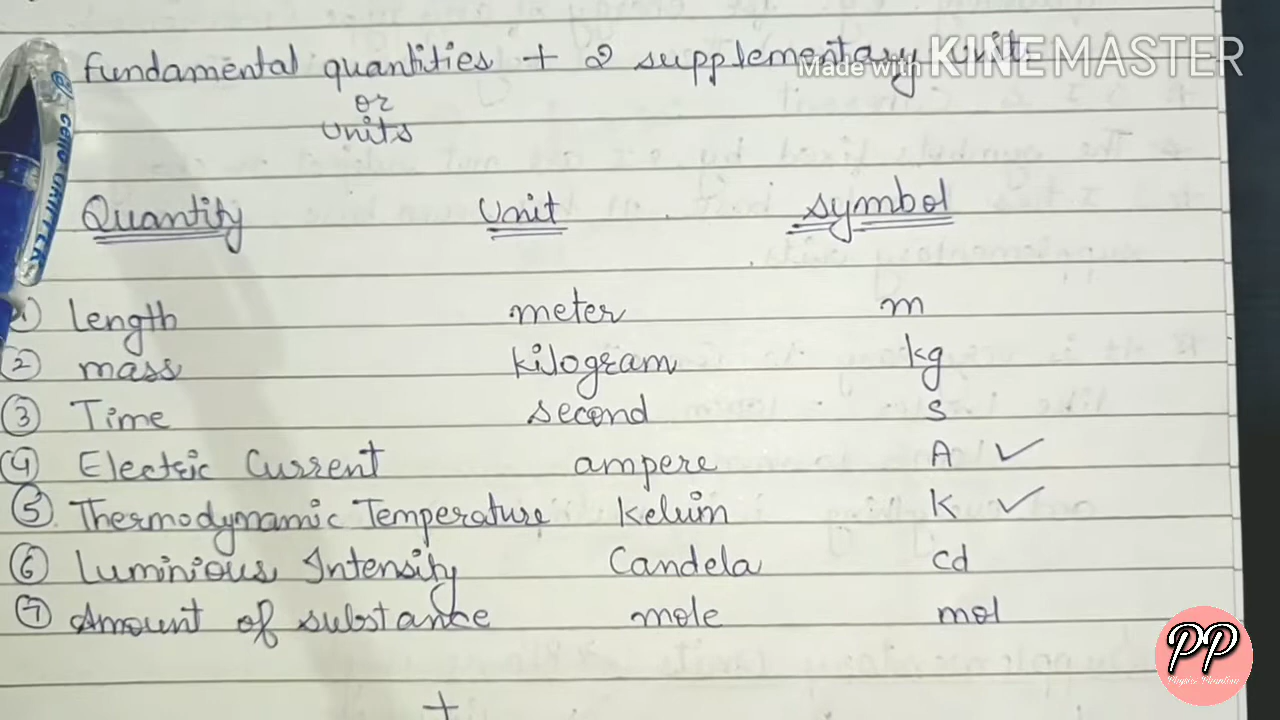 fundamental quantities + 2 supplementary units
or
units
Made with KINEMASTER
Quantity Unit Symbol
① Length meter m
② mass kilogram kg
③ Time second s
④ Electric Current ampere A ✓
⑤ Thermodynamic Temperature Kelvin K ✓
⑥ Luminious Intensity Candela cd
⑦ Amount of substance mole mol
+
PP